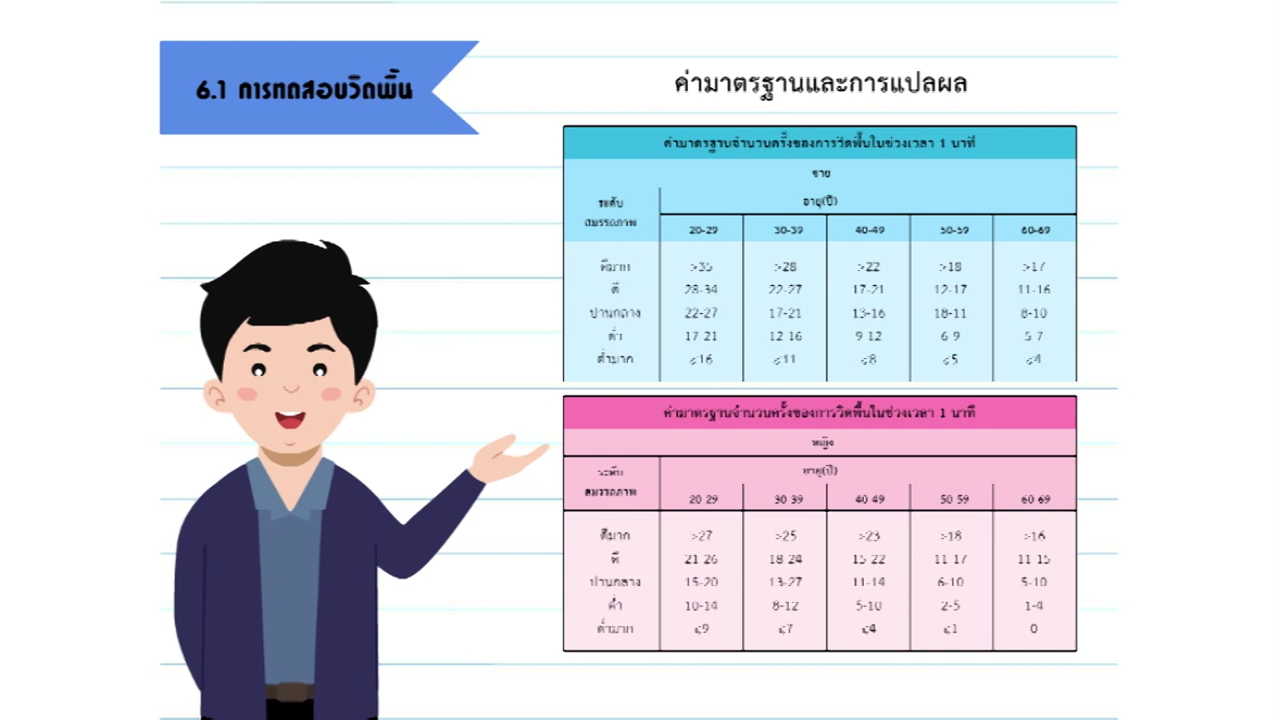 6.1 การทดสอบวิดพื้น
ค่ามาตรฐานและการแปลผล
ค่ามาตรฐานจำนวนครั้งของการวิดพื้นในช่วงเวลา 1 นาที
ชาย
ระดับ สมรรถภาพ อายุ(ปี)
20-29 30-39 40-49 50-59 60-69
ดีมาก >35 >28 >22 >18 >17
ดี 28-34 22-27 17-21 12-17 11-16
ปานกลาง 22-27 17-21 13-16 18-11 8-10
ต่ำ 17-21 12-16 9-12 6-9 5-7
ต่ำมาก ≤16 ≤11 ≤8 ≤5 ≤4
ค่ามาตรฐานจำนวนครั้งของการวิดพื้นในช่วงเวลา 1 นาที
หญิง
ระดับ สมรรถภาพ อายุ(ปี)
20-29 30-39 40-49 50-59 60-69
ดีมาก >27 >25 >23 >18 >16
ดี 21-26 18-24 15-22 11-17 11-15
ปานกลาง 15-20 13-27 11-14 6-10 5-10
ต่ำ 10-14 8-12 5-10 2-5 1-4
ต่ำมาก ≤9 ≤7 ≤4 ≤1 0